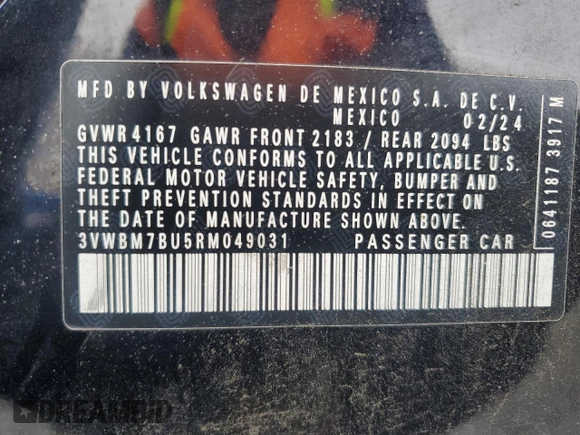 MFD BY VOLKSWAGEN DE MEXICO S.A. DE C.V.
MEXICO 02/24
GVWR 4167 GAWR FRONT 2183 / REAR 2094 LBS
THIS VEHICLE CONFORMS TO ALL APPLICABLE U.S.
FEDERAL MOTOR VEHICLE SAFETY, BUMPER AND
THEFT PREVENTION STANDARDS IN EFFECT ON
THE DATE OF MANUFACTURE SHOWN ABOVE.
3VWBM7BU5RM049031 PASSENGER CAR
0641187 3917 M
DREAMBID